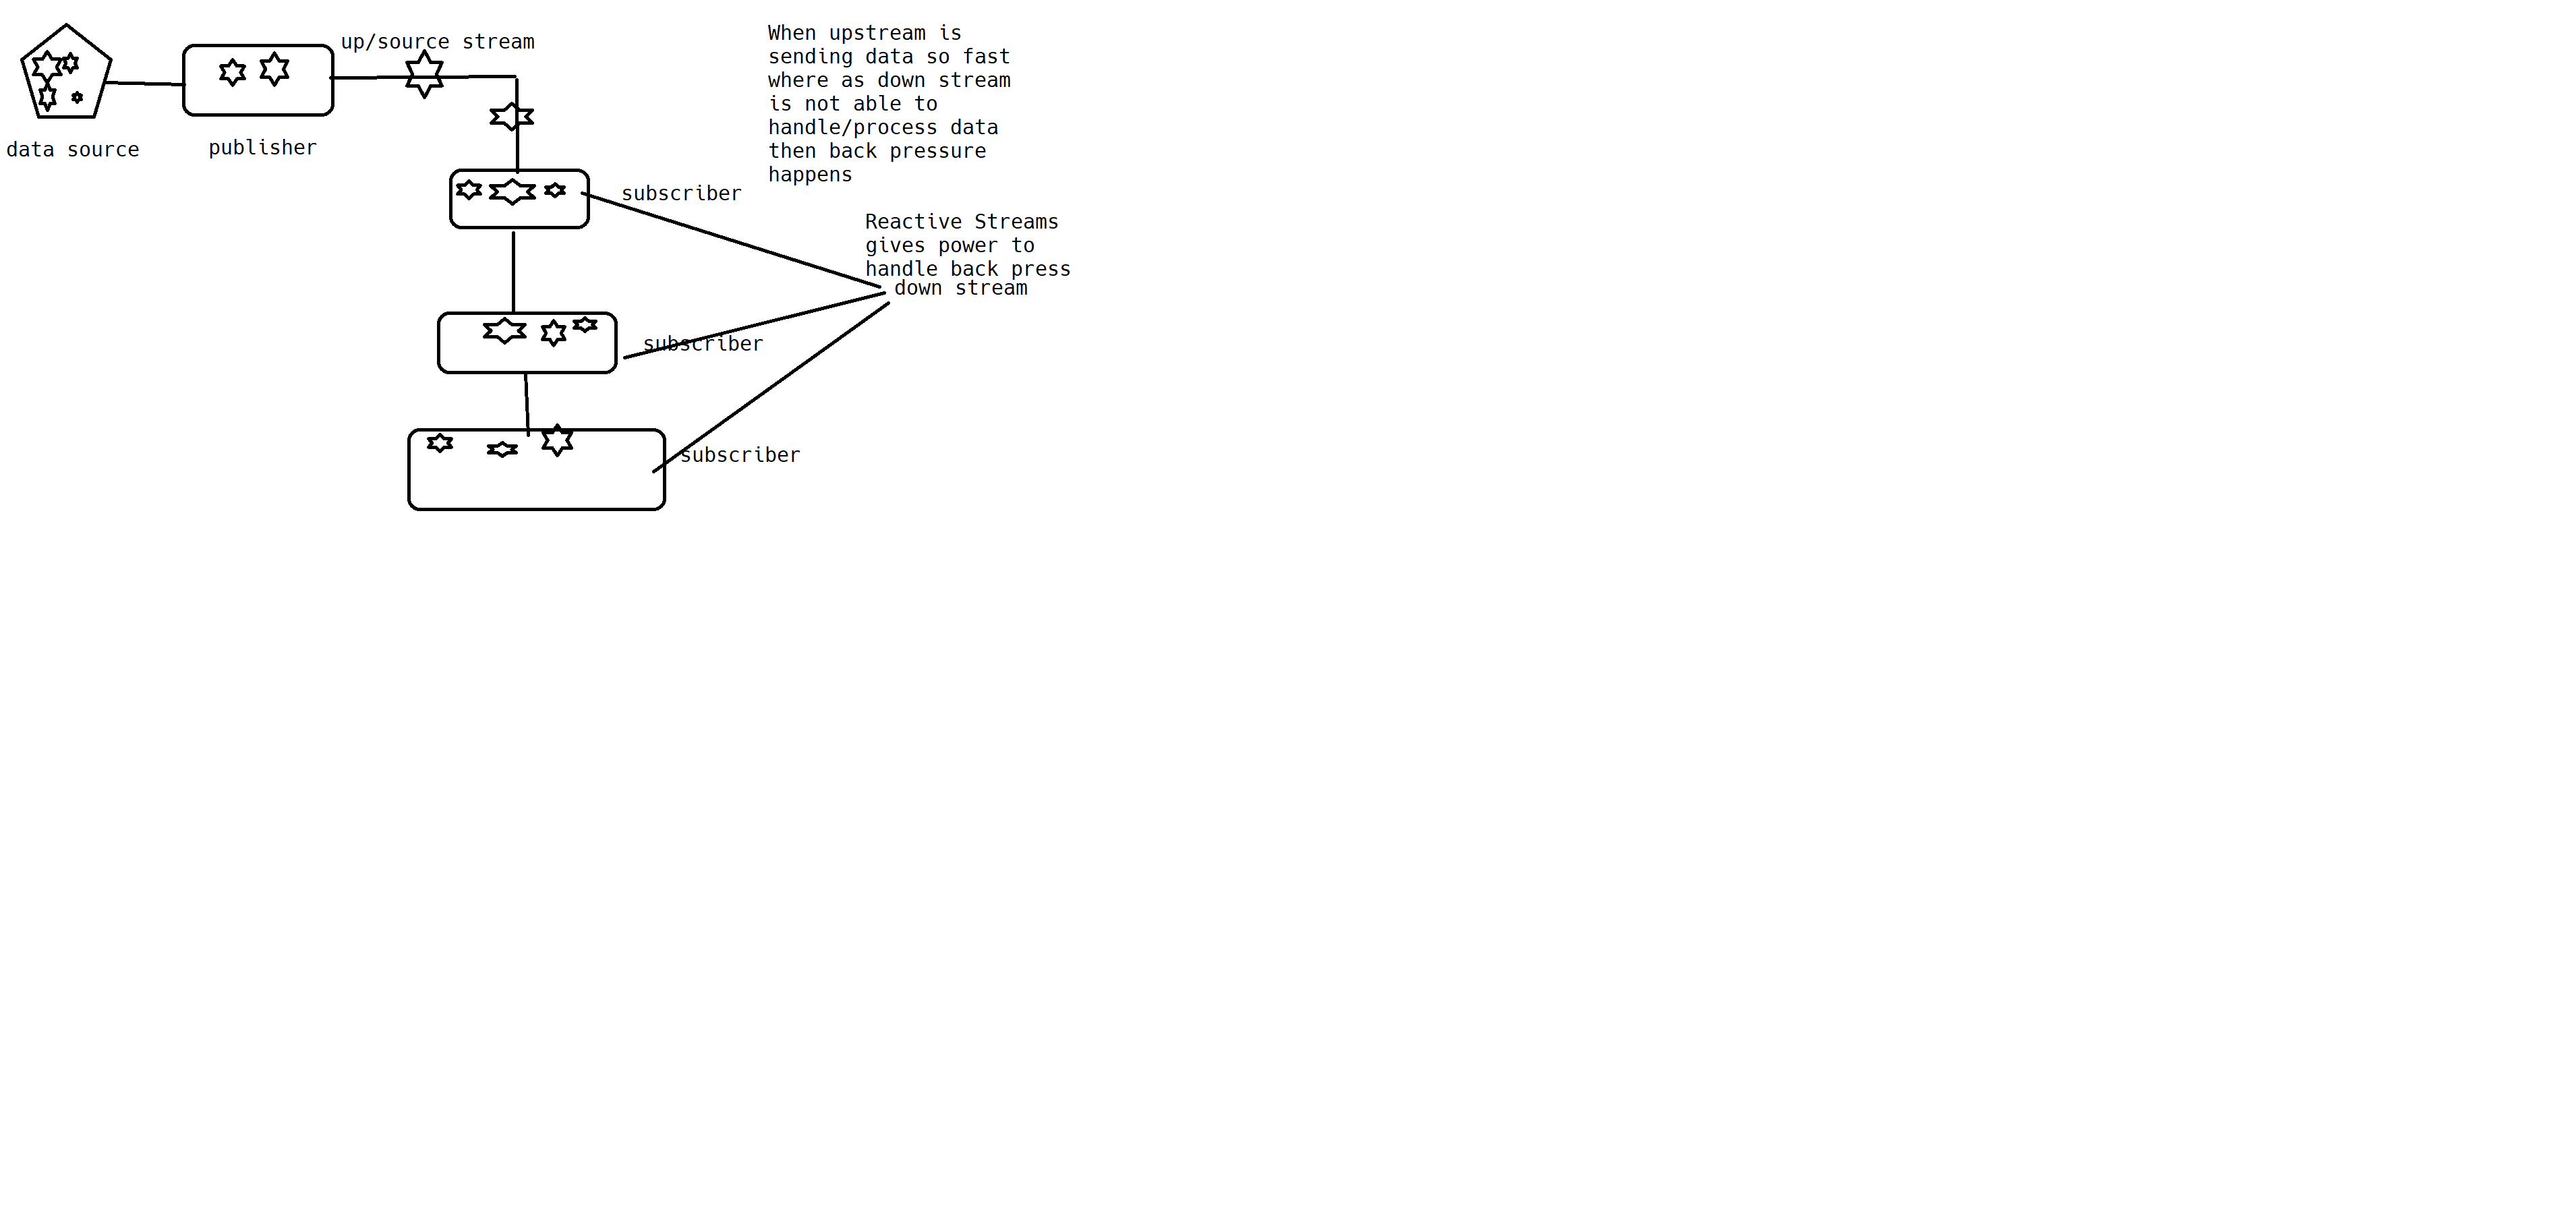 up/source stream
data source
publisher
subscriber
subscriber
subscriber
When upstream is
sending data so fast
where as down stream
is not able to
handle/process data
then back pressure
happens
Reactive Streams
gives power to
handle back press
down stream